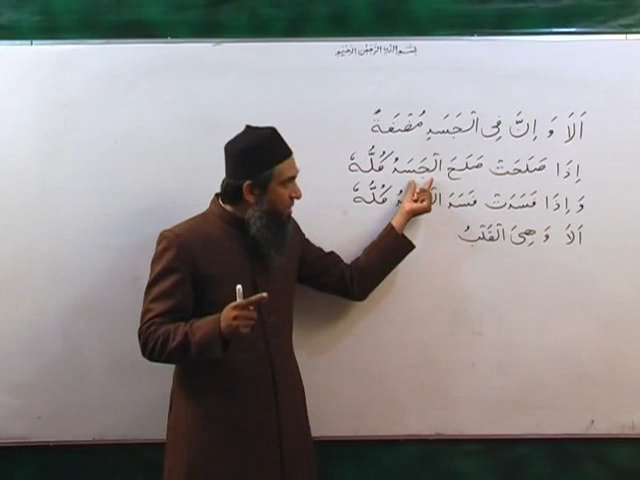 بسم الله الرحمن الرحيم
اَلَا وَ اِنَّ فِي الْجَسَدِ مُضْغَةً
اِذَا صَلَحَتْ صَلَحَ الْجَسَدُ كُلُّهٗ
وَ اِذَا فَسَدَتْ فَسَدَ كُلُّهٗ
اَلَا وَ هِيَ الْقَلْبُ